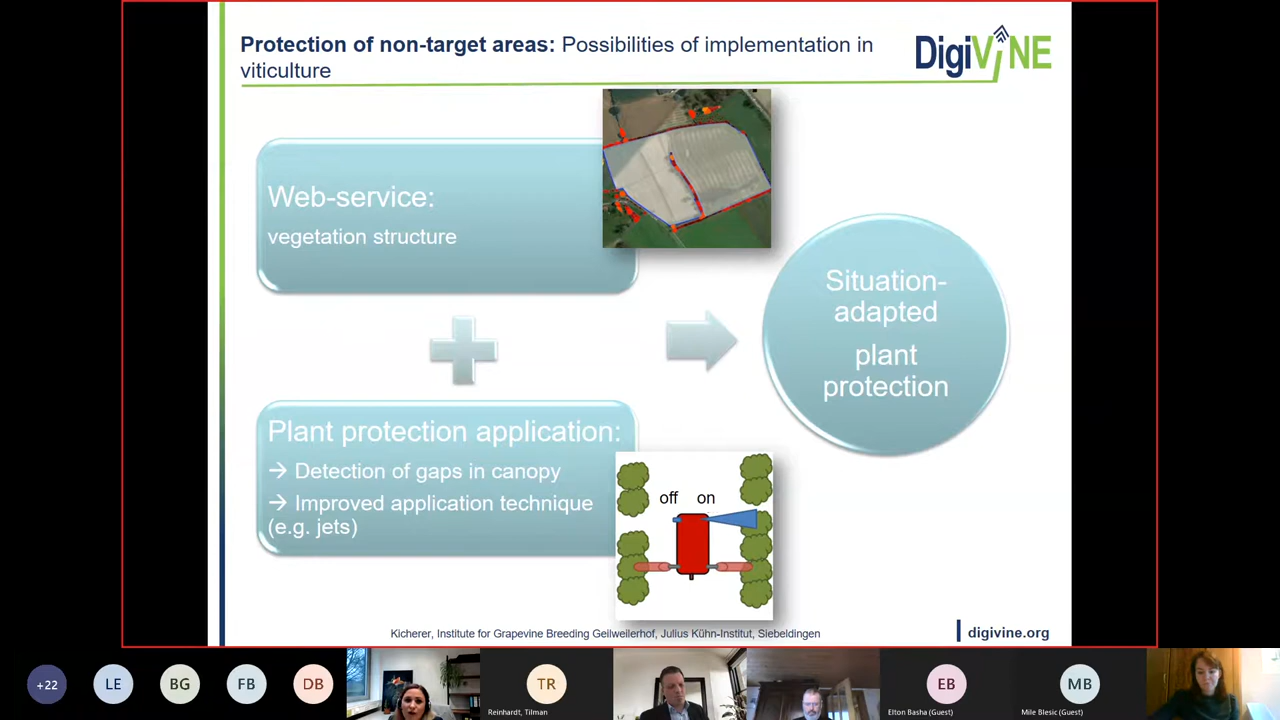 Protection of non-target areas: Possibilities of implementation in
viticulture
DigiViNE
Web-service:
vegetation structure
Situation-
adapted
plant
protection
Plant protection application:
→ Detection of gaps in canopy
→ Improved application technique
(e.g. jets)
off on
Kicherer, Institute for Grapevine Breeding Geilweilerhof, Julius Kühn-Institut, Siebeldingen
digivine.org
+22
LE
BG
FB
DB
TR
Reinhardt, Tilman
EB
Elton Basha (Guest)
MB
Mile Blesic (Guest)